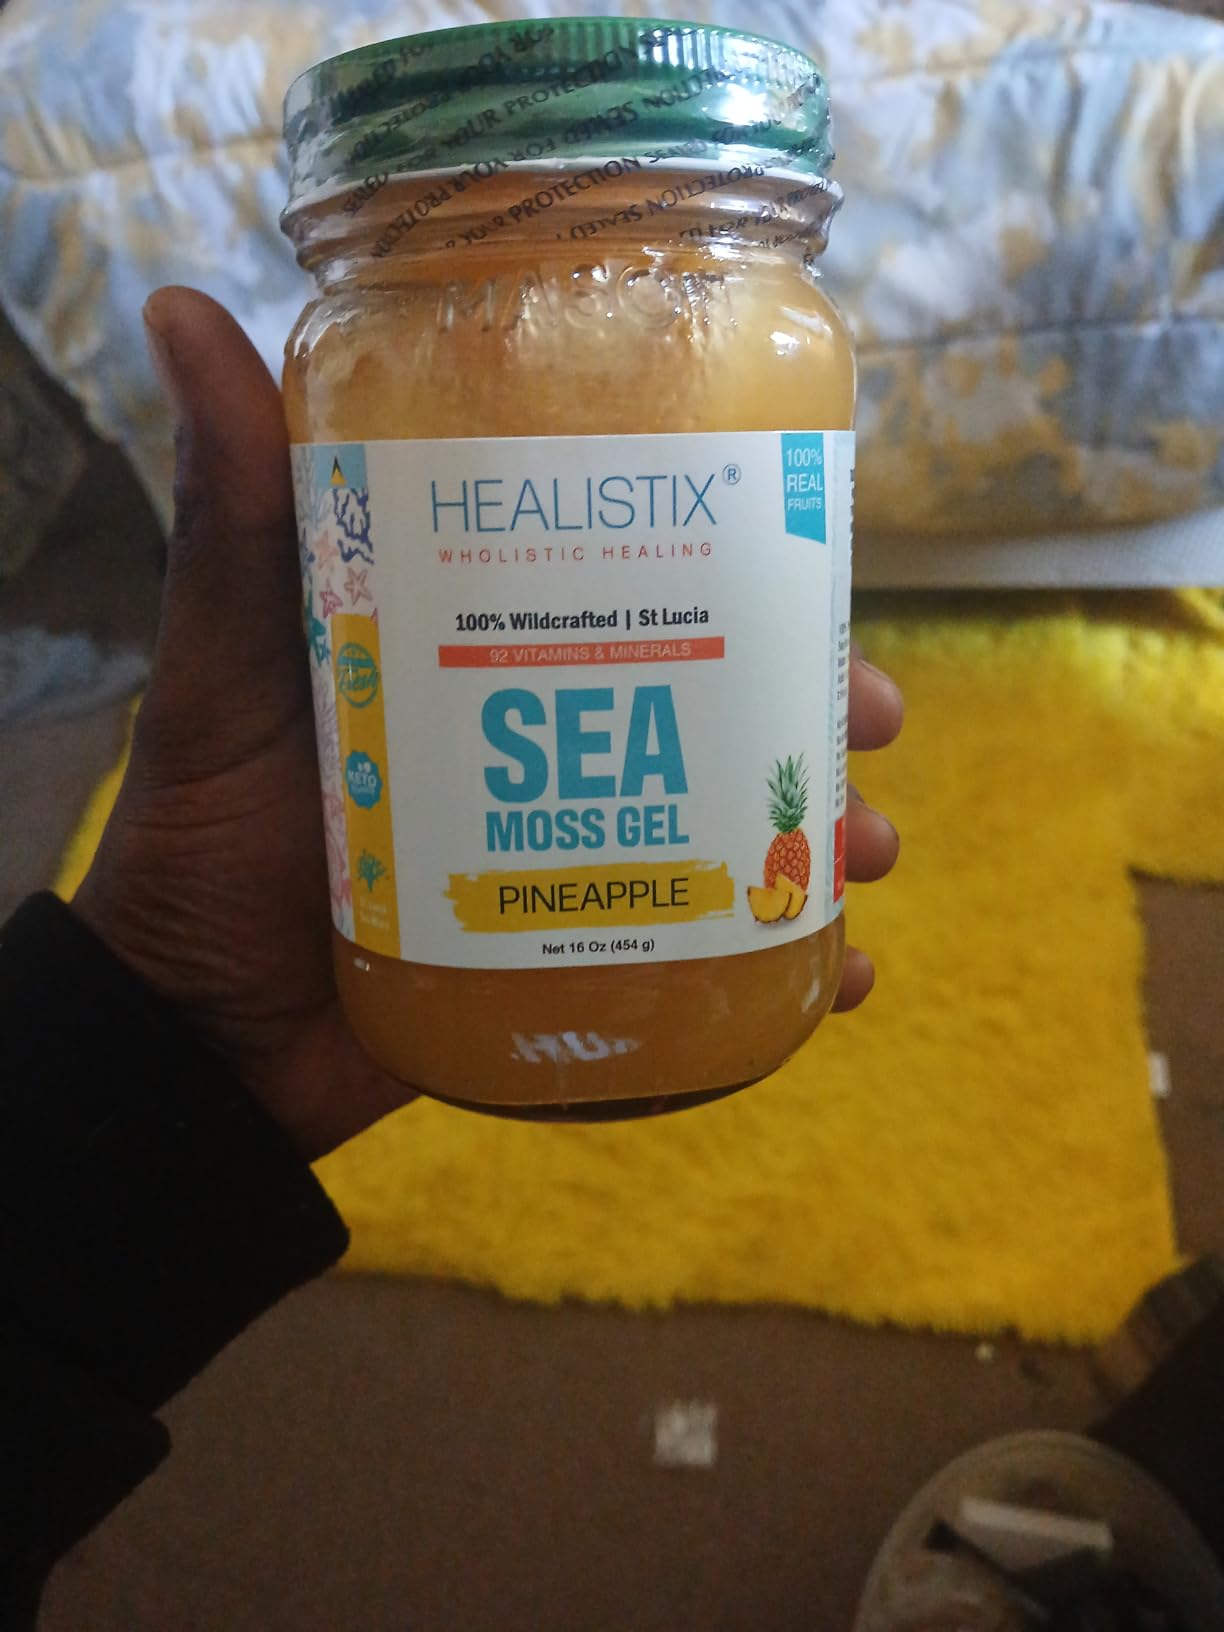 SEALED FOR YOUR PROTECTION
MASON
HEALISTIX®
WHOLISTIC HEALING
100%
REAL
FRUITS
100% Wildcrafted | St Lucia
92 VITAMINS & MINERALS
Fresh
SEA
MOSS GEL
KETO
PINEAPPLE
Net 16 Oz (454 g)